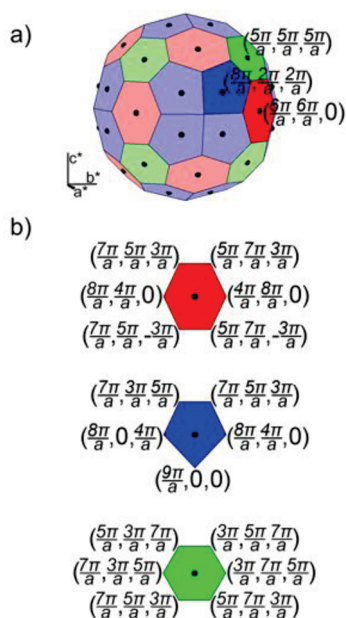 a)
(5π/a, 5π/a, 5π/a)
(8π/a, 2π/a, 2π/a)
(6π/a, 6π/a, 0)
c*
b*
a*
b)
(7π/a, 5π/a, 3π/a) (5π/a, 7π/a, 3π/a)
(8π/a, 4π/a, 0) (4π/a, 8π/a, 0)
(7π/a, 5π/a, -3π/a) (5π/a, 7π/a, -3π/a)
(7π/a, 3π/a, 5π/a) (7π/a, 5π/a, 3π/a)
(8π/a, 0, 4π/a) (8π/a, 4π/a, 0)
(9π/a, 0, 0)
(5π/a, 3π/a, 7π/a) (3π/a, 5π/a, 7π/a)
(7π/a, 3π/a, 5π/a) (3π/a, 7π/a, 5π/a)
(7π/a, 5π/a, 3π/a) (5π/a, 7π/a, 3π/a)